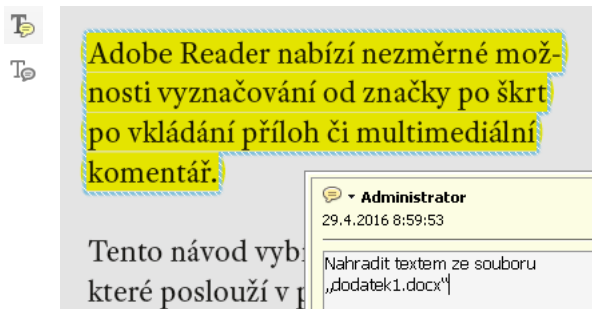 Adobe Reader nabízí nezměrné mož-
nosti vyznačování od značky po škrt
po vkládání příloh či multimediální
komentář.
Administrator
29.4.2016 8:59:53
Tento návod vyb
Nahradit textem ze souboru
„dodatek1.docx“
které poslouží v p